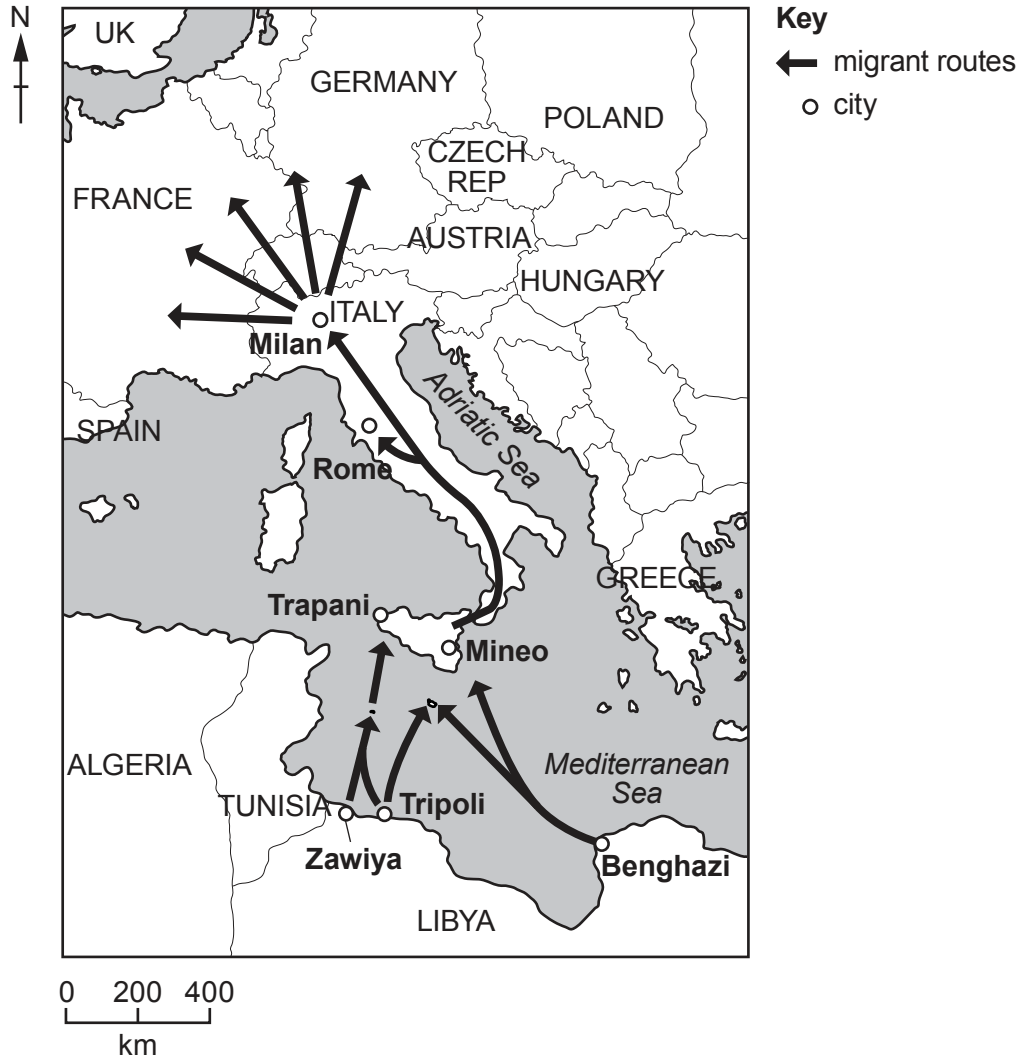 N
UK
GERMANY
POLAND
CZECH
REP
FRANCE
AUSTRIA
HUNGARY
ITALY
Milan
Adriatic Sea
SPAIN
Rome
GREECE
Trapani
Mineo
ALGERIA
Mediterranean
Sea
TUNISIA
Tripoli
Zawiya
Benghazi
LIBYA
0 200 400
km
Key
migrant routes
city